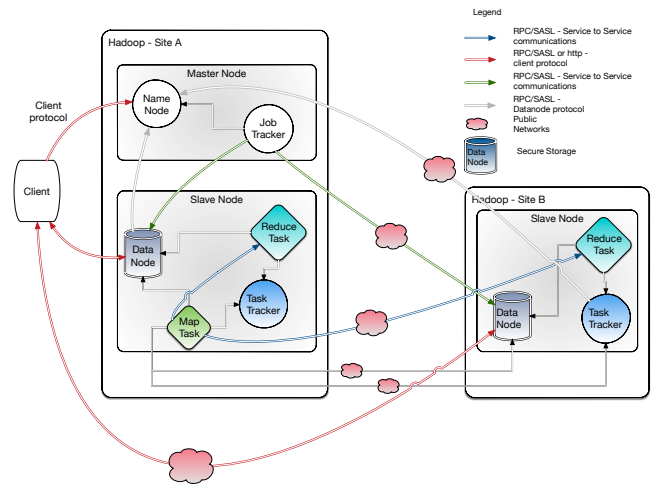 Legend
RPC/SASL - Service to Service
communications
RPC/SASL or http -
client protocol
RPC/SASL - Service to Service
communications
RPC/SASL -
Datanode protocol
Public
Networks
Data
Node
Secure Storage
Hadoop - Site A
Master Node
Name
Node
Job
Tracker
Client
protocol
Client
Slave Node
Reduce
Task
Data
Node
Task
Tracker
Map
Task
Hadoop - Site B
Slave Node
Reduce
Task
Data
Node
Task
Tracker